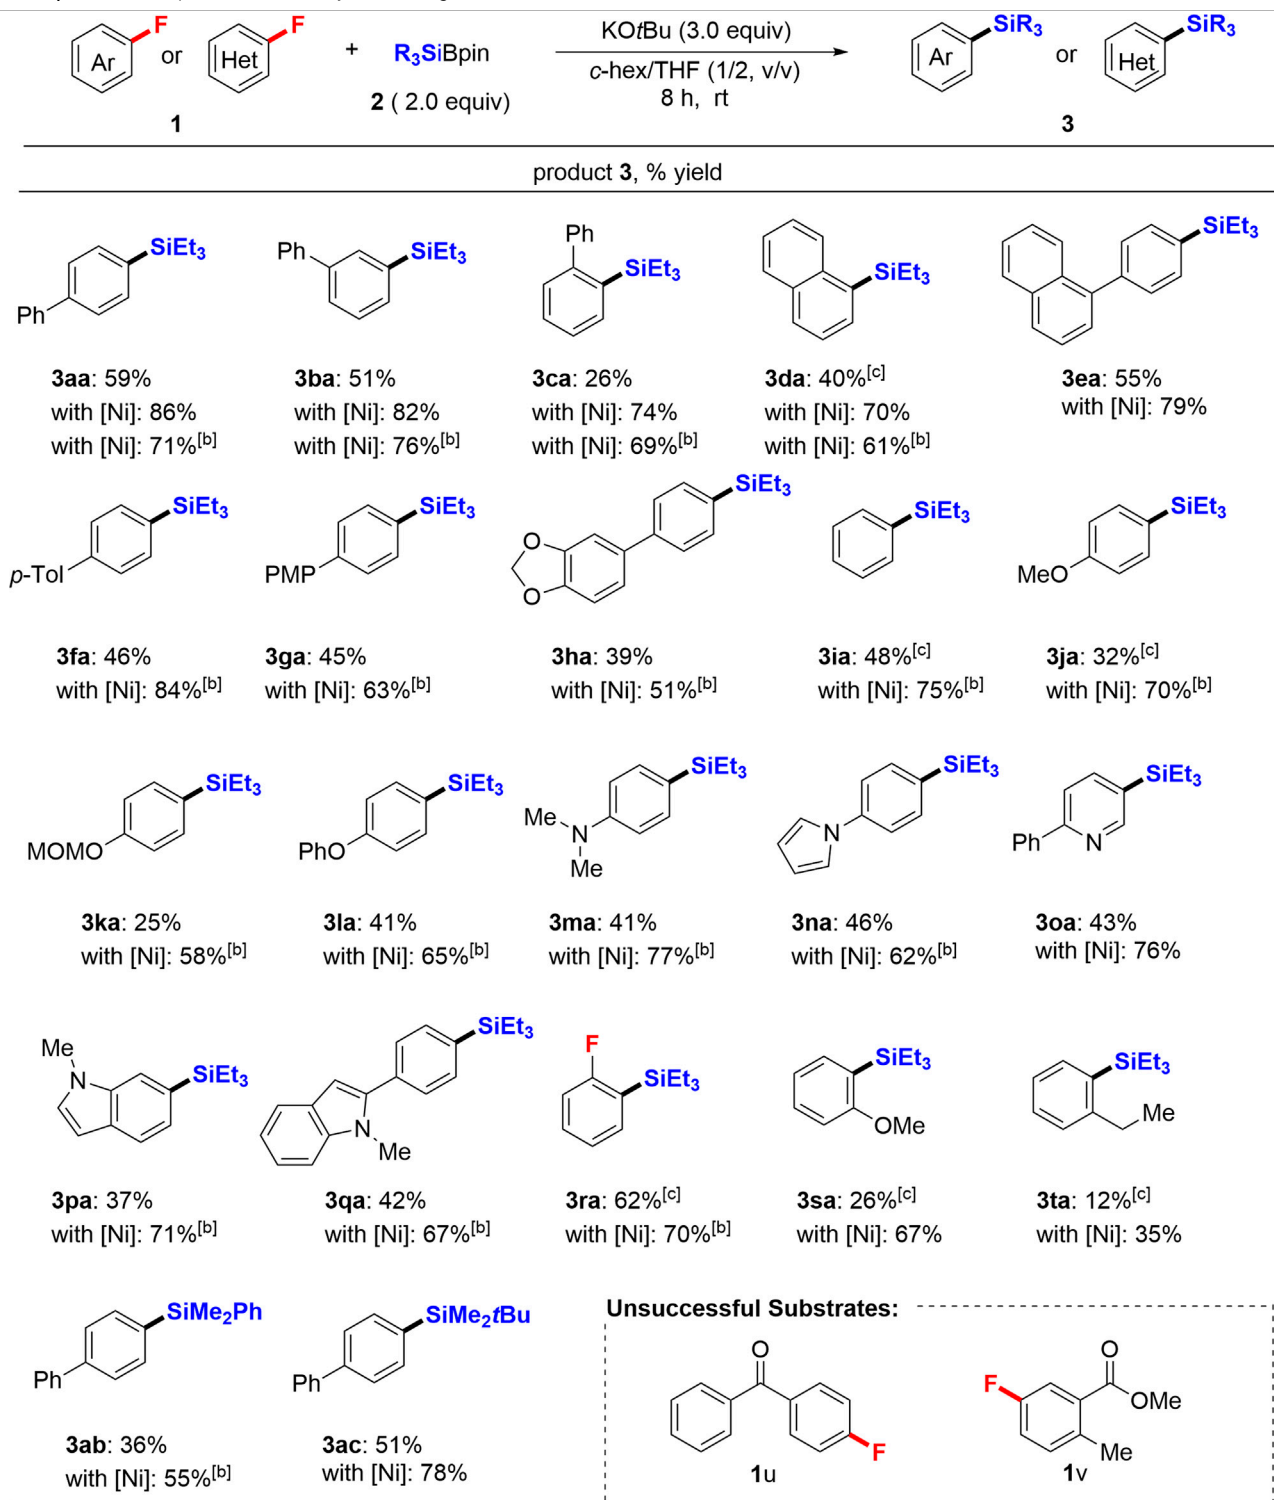 F F SiR3 SiR3
Ar or Het + R3SiBpin KOtBu (3.0 equiv) Ar or Het
c-hex/THF (1/2, v/v)
2 ( 2.0 equiv) 8 h, rt
1 3
product 3, % yield
SiEt3 Ph SiEt3 Ph SiEt3 SiEt3 SiEt3
Ph
3aa: 59% 3ba: 51% 3ca: 26% 3da: 40%[c] 3ea: 55%
with [Ni]: 86% with [Ni]: 82% with [Ni]: 74% with [Ni]: 70% with [Ni]: 79%
with [Ni]: 71%[b] with [Ni]: 76%[b] with [Ni]: 69%[b] with [Ni]: 61%[b]
SiEt3 SiEt3 SiEt3 SiEt3 SiEt3
p-Tol PMP O O MeO
3fa: 46% 3ga: 45% 3ha: 39% 3ia: 48%[c] 3ja: 32%[c]
with [Ni]: 84%[b] with [Ni]: 63%[b] with [Ni]: 51%[b] with [Ni]: 75%[b] with [Ni]: 70%[b]
SiEt3 SiEt3 SiEt3 SiEt3 SiEt3
MOMO PhO Me N Me N Ph N
3ka: 25% 3la: 41% 3ma: 41% 3na: 46% 3oa: 43%
with [Ni]: 58%[b] with [Ni]: 65%[b] with [Ni]: 77%[b] with [Ni]: 62%[b] with [Ni]: 76%
Me N SiEt3 SiEt3 N Me F SiEt3 SiEt3 OMe SiEt3 Me
3pa: 37% 3qa: 42% 3ra: 62%[c] 3sa: 26%[c] 3ta: 12%[c]
with [Ni]: 71%[b] with [Ni]: 67%[b] with [Ni]: 70%[b] with [Ni]: 67% with [Ni]: 35%
SiMe2Ph SiMe2tBu Unsuccessful Substrates:
Ph Ph O F F O OMe Me
3ab: 36% 3ac: 51% 1u 1v
with [Ni]: 55%[b] with [Ni]: 78%